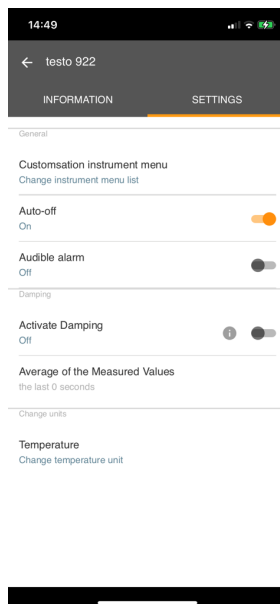 14:49
testo 922
INFORMATION SETTINGS
General
Customsation instrument menu
Change instrument menu list
Auto-off
On
Audible alarm
Off
Damping
Activate Damping
Off
Average of the Measured Values
the last 0 seconds
Change units
Temperature
Change temperature unit